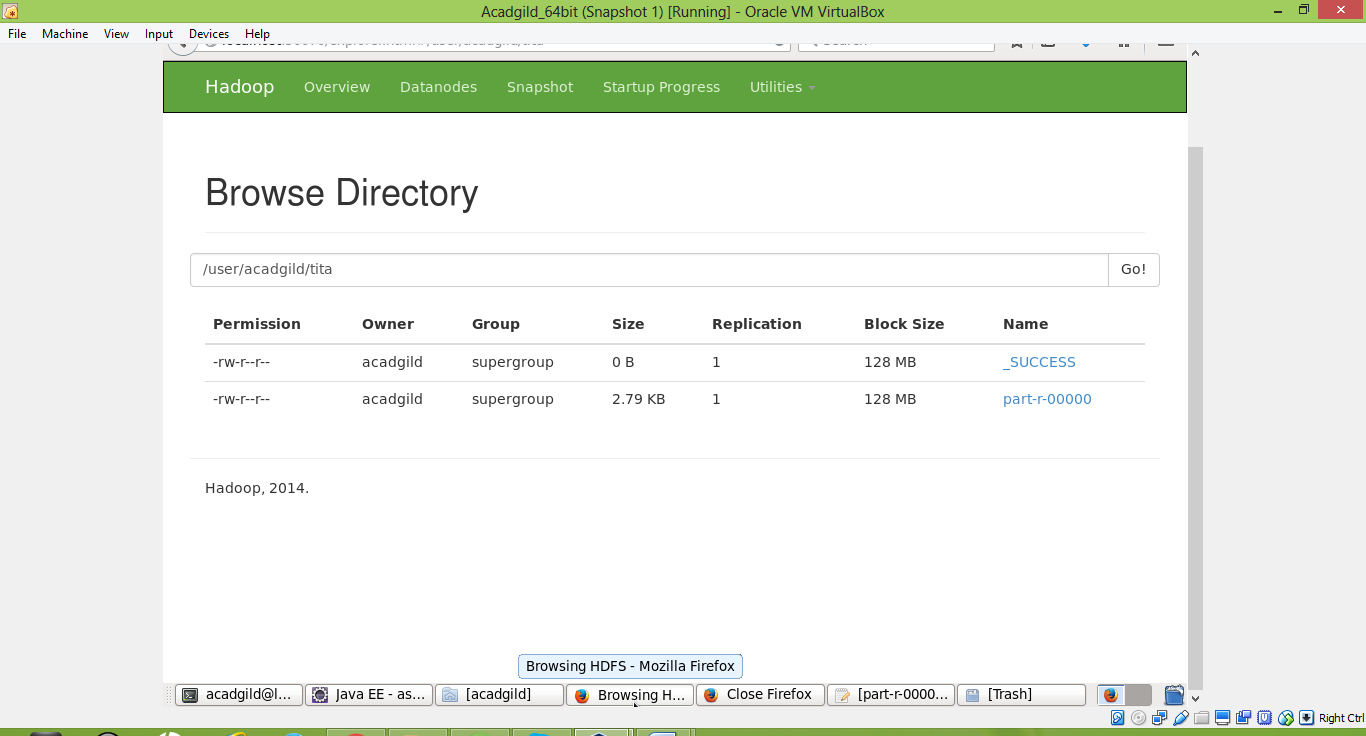 Acadgild_64bit (Snapshot 1) [Running] - Oracle VM VirtualBox
File Machine View Input Devices Help
Hadoop Overview Datanodes Snapshot Startup Progress Utilities
Browse Directory
/user/acadgild/tita Go!
Permission Owner Group Size Replication Block Size Name
-rw-r--r-- acadgild supergroup 0 B 1 128 MB _SUCCESS
-rw-r--r-- acadgild supergroup 2.79 KB 1 128 MB part-r-00000
Hadoop, 2014.
Browsing HDFS - Mozilla Firefox
acadgild@l... Java EE - as... [acadgild] Browsing H... Close Firefox [part-r-0000... [Trash]
Right Ctrl